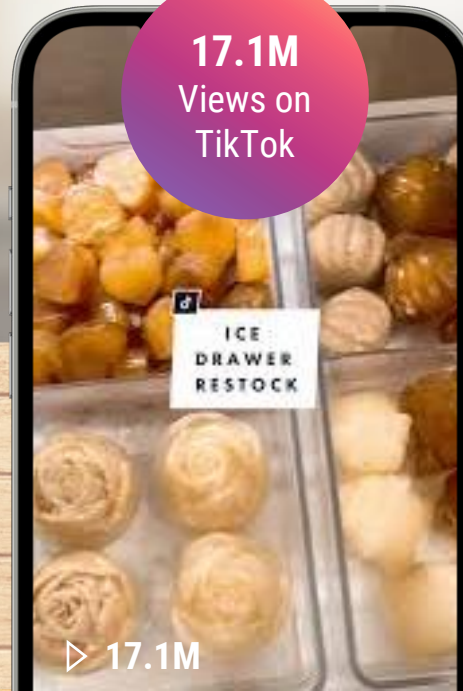 17.1M
Views on
TikTok
ICE
DRAWER
RESTOCK
17.1M